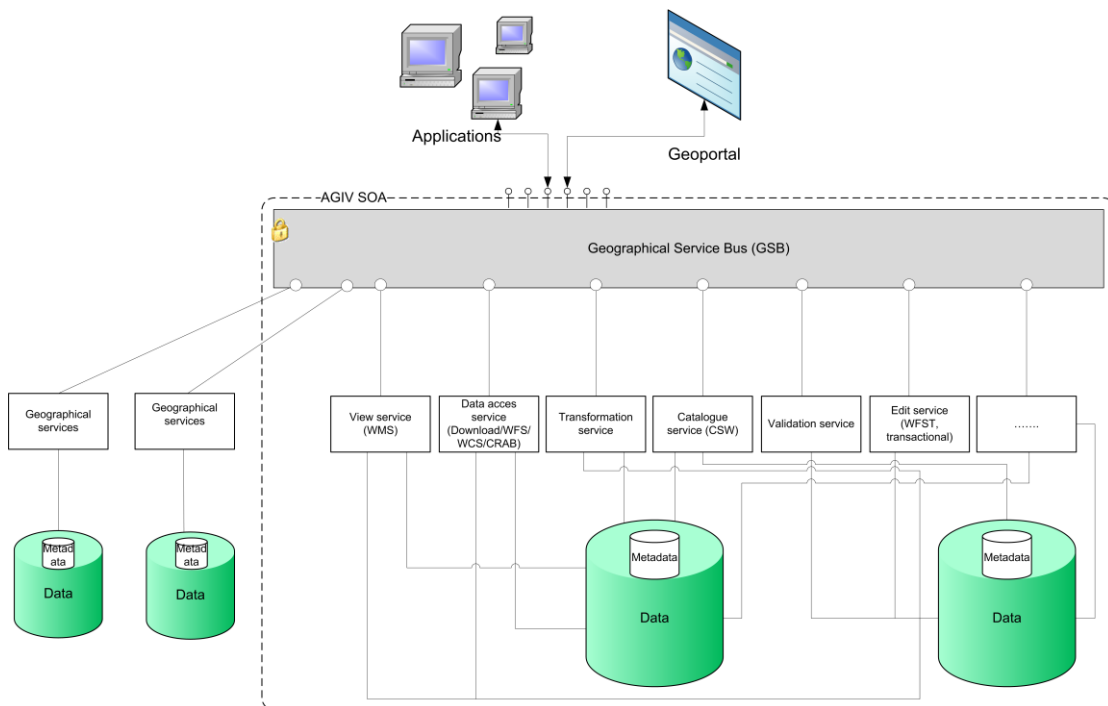 Applications
Geoportal
AGIV SOA
Geographical Service Bus (GSB)
Geographical
services
Geographical
services
View service
(WMS)
Data acces
service
(Download/WFS/
WCS/CRAB
Transformation
service
Catalogue
service (CSW)
Validation service
Edit service
(WFST,
transactional)
.......
Metad
ata
Data
Metad
ata
Data
Metadata
Data
Metadata
Data